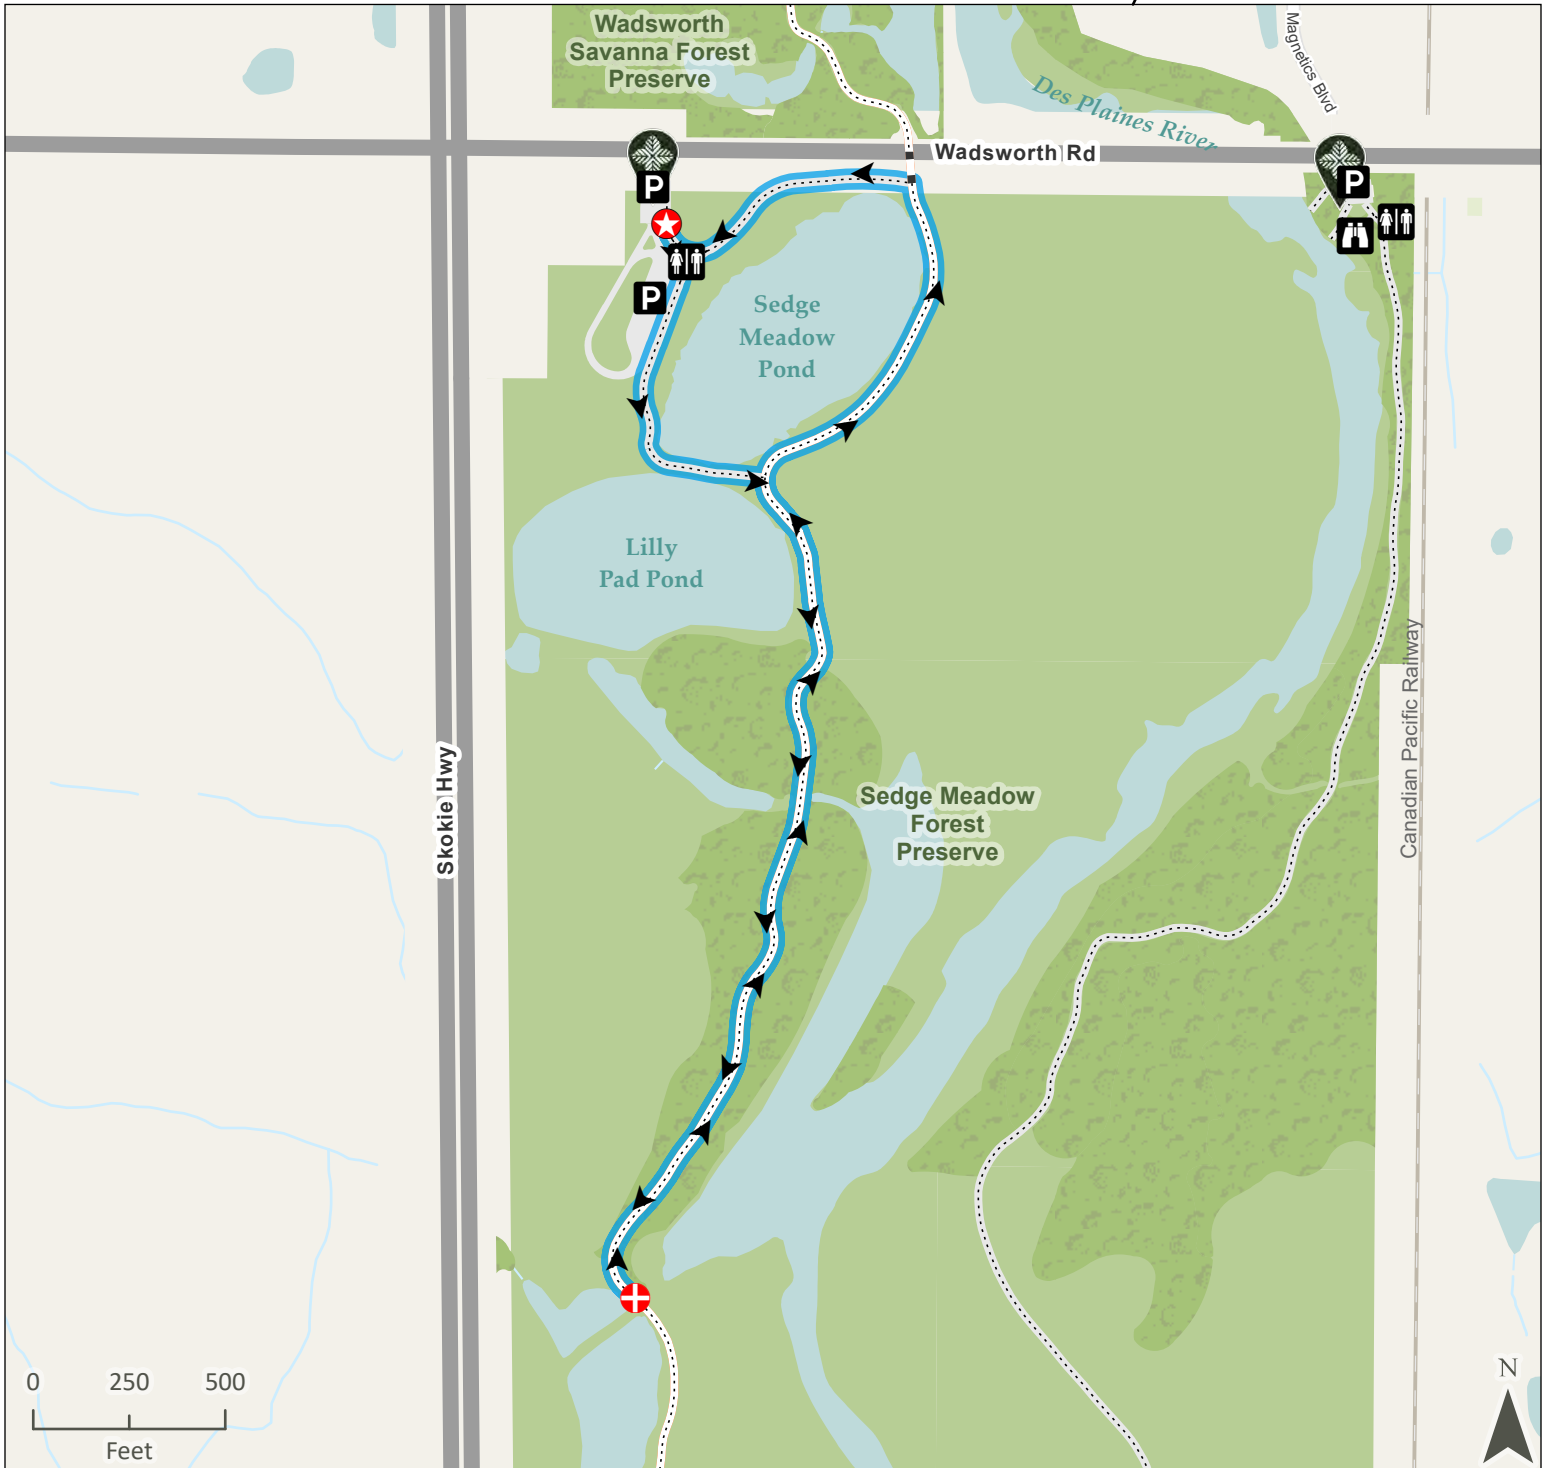 Wadsworth
Savanna Forest
Preserve
Magnetics Blvd
Des Plaines River
Wadsworth Rd
P
P
P
Sedge
Meadow
Pond
Lilly
Pad Pond
Skokie Hwy
Sedge Meadow
Forest
Preserve
Canadian Pacific Railway
0 250 500
Feet
N